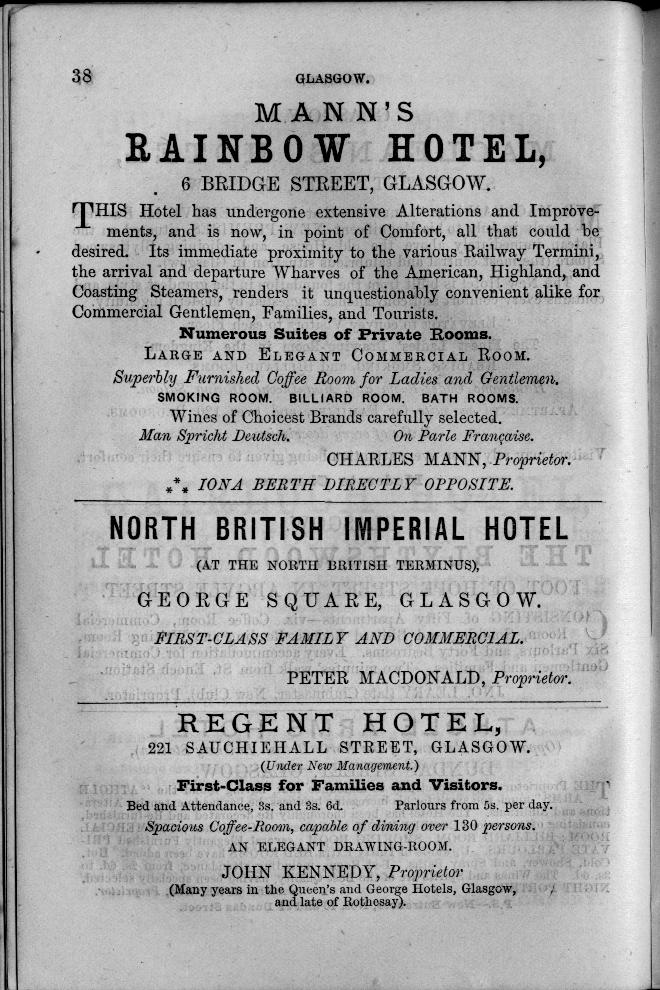 38
GLASGOW.
MANN'S
RAINBOW HOTEL,
6 BRIDGE STREET, GLASGOW.
THIS Hotel has undergone extensive Alterations and Improve-
ments, and is now, in point of Comfort, all that could be
desired. Its immediate proximity to the various Railway Termini,
the arrival and departure Wharves of the American, Highland, and
Coasting Steamers, renders it unquestionably convenient alike for
Commercial Gentlemen, Families, and Tourists.
Numerous Suites of Private Rooms.
LARGE AND ELEGANT COMMERCIAL ROOM.
Superbly Furnished Coffee Room for Ladies and Gentlemen.
SMOKING ROOM. BILLIARD ROOM. BATH ROOMS.
Wines of Choicest Brands carefully selected.
Man Spricht Deutsch. On Parle Française.
CHARLES MANN, Proprietor.
*** IONA BERTH DIRECTLY OPPOSITE.
NORTH BRITISH IMPERIAL HOTEL
(AT THE NORTH BRITISH TERMINUS),
GEORGE SQUARE, GLASGOW.
FIRST-CLASS FAMILY AND COMMERCIAL.
PETER MACDONALD, Proprietor.
REGENT HOTEL,
221 SAUCHIEHALL STREET, GLASGOW.
(Under New Management.)
First-Class for Families and Visitors.
Bed and Attendance, 3s. and 3s. 6d. Parlours from 5s. per day.
Spacious Coffee-Room, capable of dining over 130 persons.
AN ELEGANT DRAWING-ROOM.
JOHN KENNEDY, Proprietor
(Many years in the Queen's and George Hotels, Glasgow,
and late of Rothesay).